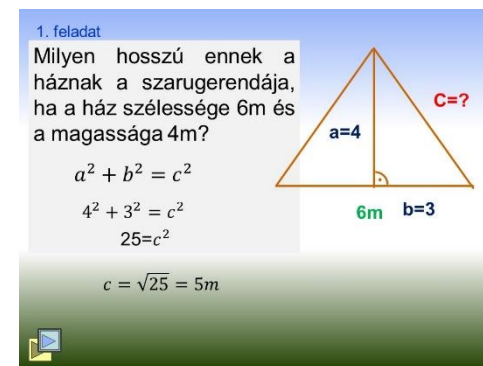 1. feladat
Milyen hosszú ennek a
háznak a szarugerendája,
ha a ház szélessége 6m és
a magassága 4m?
a² + b² = c²
4² + 3² = c²
25=c²
c = √25 = 5m
C=?
a=4
6m b=3